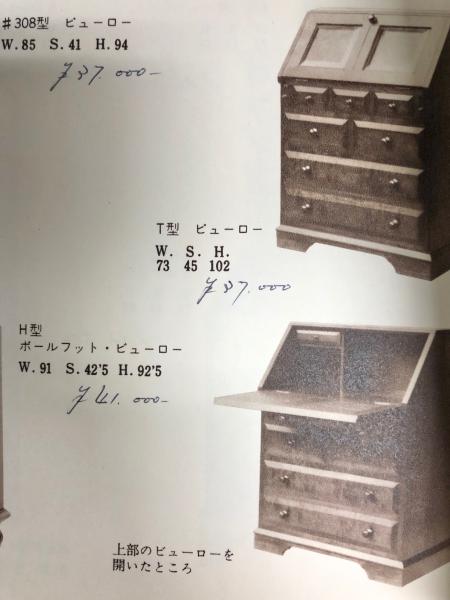 #308型 ビューロー
W.85 S.41 H.94
¥37.000-
T型 ビューロー
W. S. H.
73 45 102
¥37.000
H型
ボールフット・ビューロー
W.91 S.42'5 H.92'5
¥41.000-
上部のビューローを
開いたところ